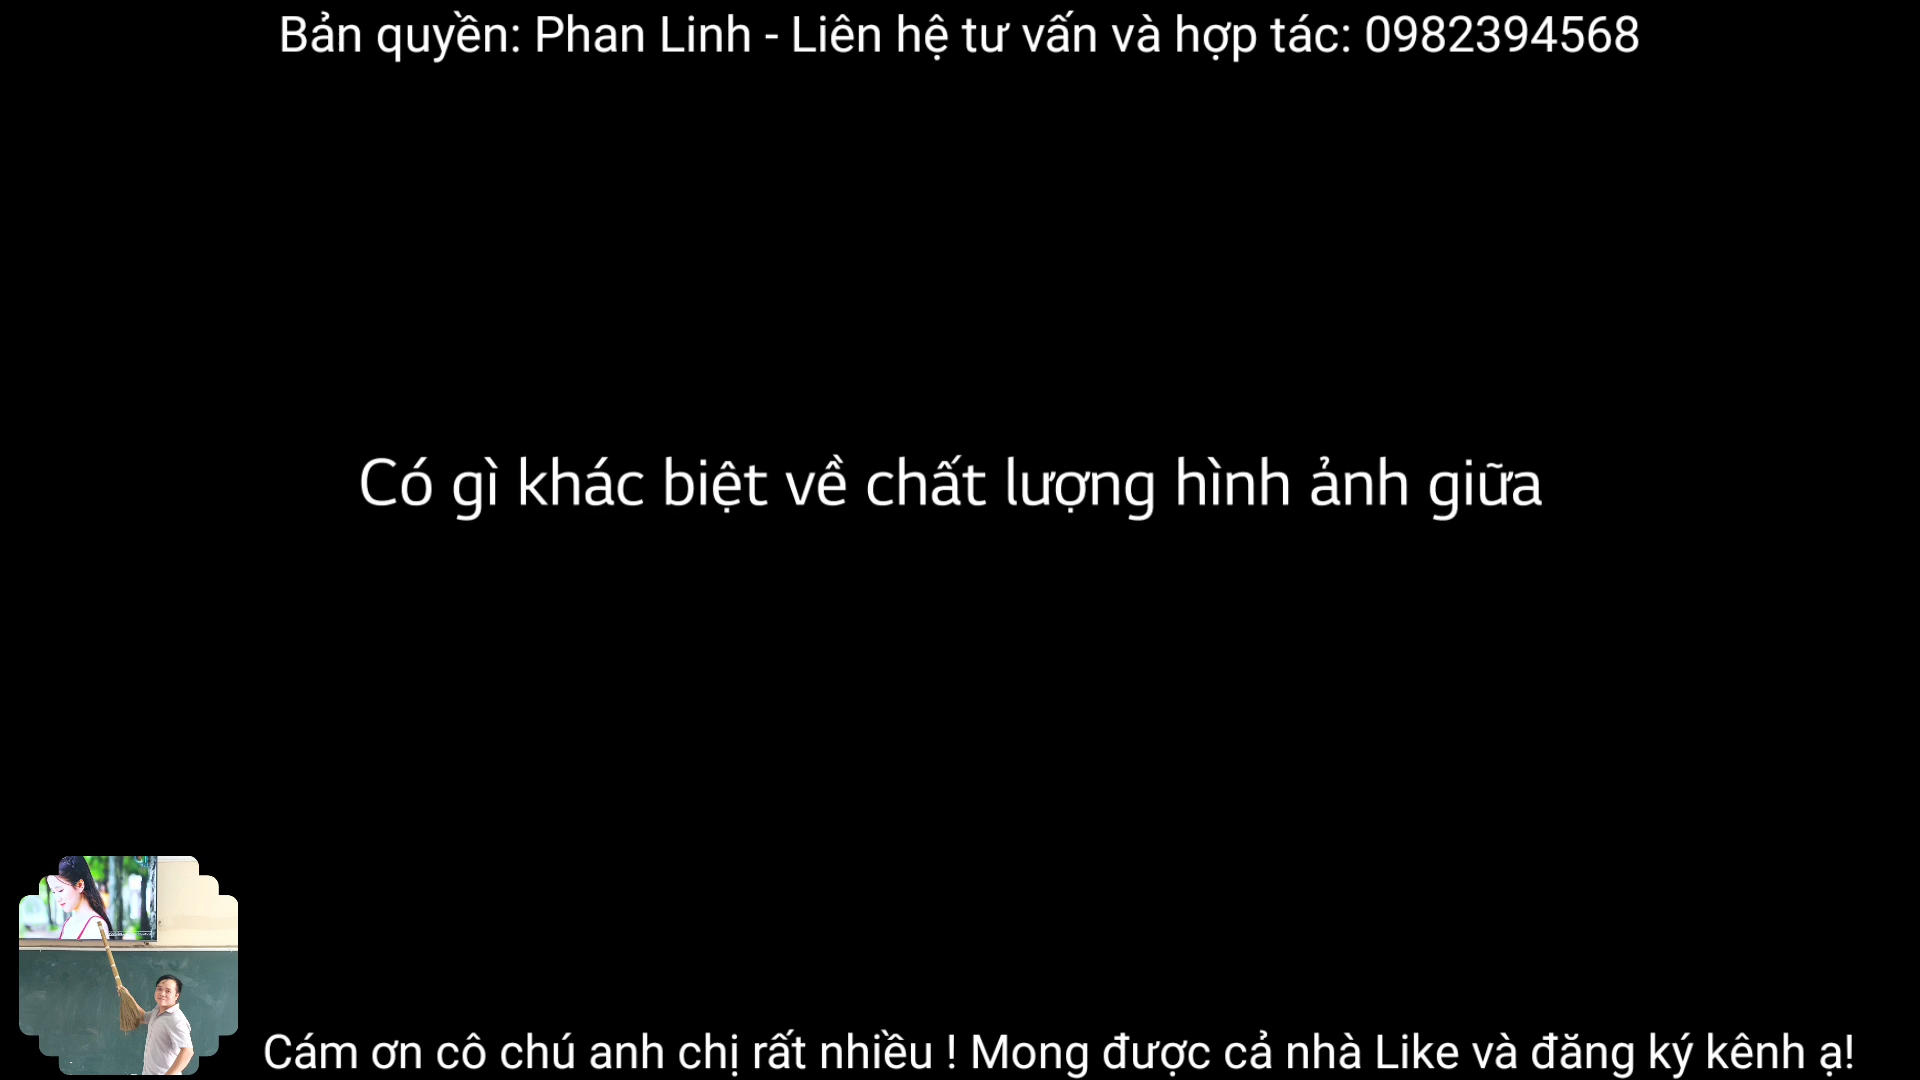 Bản quyền: Phan Linh - Liên hệ tư vấn và hợp tác: 0982394568
Có gì khác biệt về chất lượng hình ảnh giữa
Cám ơn cô chú anh chị rất nhiều ! Mong được cả nhà Like và đăng ký kênh ạ!